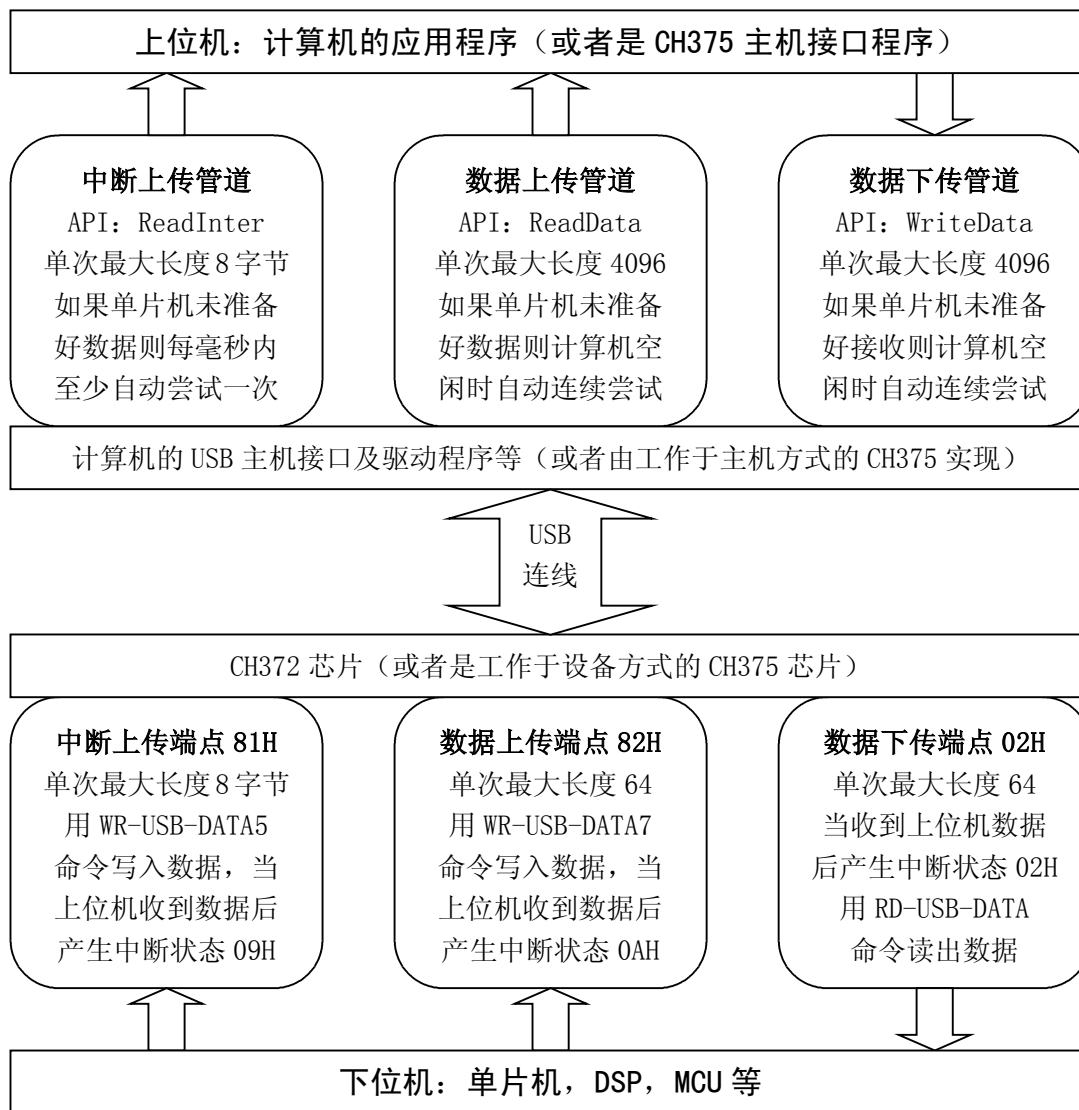 上位机：计算机的应用程序（或者是 CH375 主机接口程序）
中断上传管道
API：ReadInter
单次最大长度 8 字节
如果单片机未准备
好数据则每毫秒内
至少自动尝试一次
数据上传管道
API：ReadData
单次最大长度 4096
如果单片机未准备
好数据则计算机空
闲时自动连续尝试
数据下传管道
API：WriteData
单次最大长度 4096
如果单片机未准备
好接收则计算机空
闲时自动连续尝试
计算机的 USB 主机接口及驱动程序等（或者由工作于主机方式的 CH375 实现）
USB
连线
CH372 芯片（或者是工作于设备方式的 CH375 芯片）
中断上传端点 81H
单次最大长度 8 字节
用 WR-USB-DATA5
命令写入数据，当
上位机收到数据后
产生中断状态 09H
数据上传端点 82H
单次最大长度 64
用 WR-USB-DATA7
命令写入数据，当
上位机收到数据后
产生中断状态 0AH
数据下传端点 02H
单次最大长度 64
当收到上位机数据
后产生中断状态 02H
用 RD-USB-DATA
命令读出数据
下位机：单片机，DSP，MCU 等